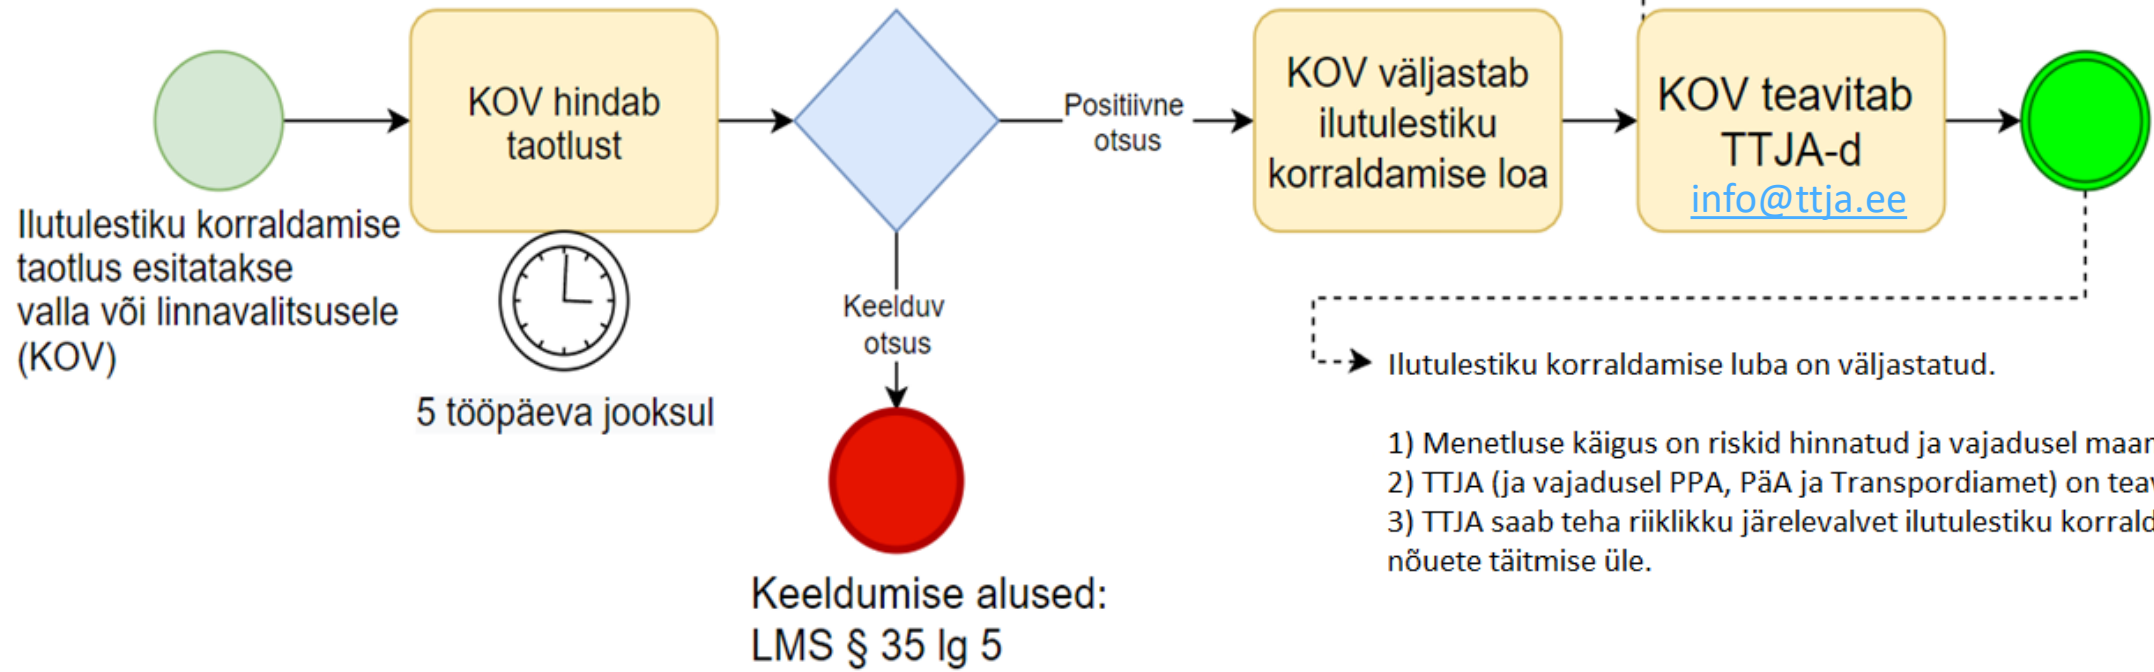 Ilutulestiku korraldamise
taotlus esitatakse
valla või linnavalitsusele
(KOV)
KOV hindab
taotlust
5 tööpäeva jooksul
Positiivne
otsus
Keelduv
otsus
Keeldumise alused:
LMS § 35 lg 5
KOV väljastab
ilutulestiku
korraldamise loa
KOV teavitab
TTJA-d
info@ttja.ee
Ilutulestiku korraldamise luba on väljastatud.
1) Menetluse käigus on riskid hinnatud ja vajadusel
2) TTJA (ja vajadusel PPA, PäA ja Transpordiamet) on
3) TTJA saab teha riiklikku järelevalvet ilutulestiku
nõuete täitmise üle.